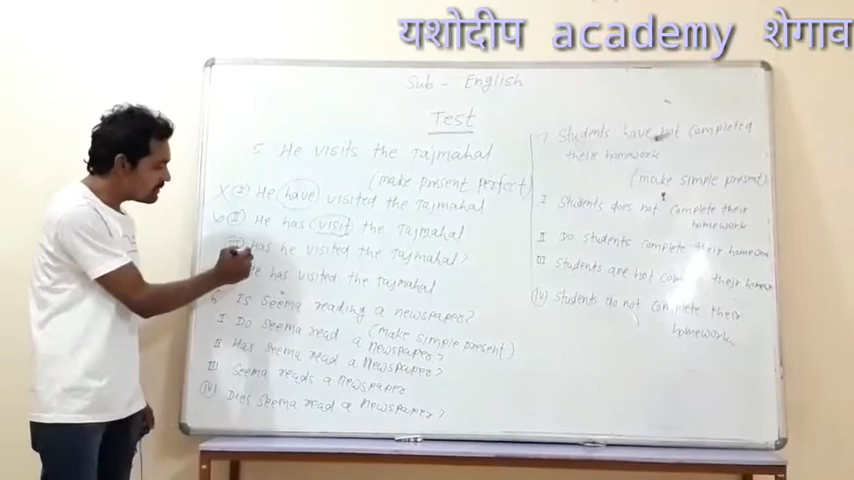 यशोदीप academy शेगाव
Sub - English
Test
5 He visits the Tajmahal
(make present perfect)
X (I) He have visited the Tajmahal
(II) He has visit the Tajmahal.
(III) Has he visited the Tajmahal?
He has visited the Tajmahal.
6 Is Seema reading a newspaper?
(make simple present)
I Do Seema read a Newspaper?
II Has Seema read a Newspaper?
III Seema reads a Newspaper
(IV) Does Seema read a Newspaper?
7 Students have not completed
their homework
(make simple present)
I Students does not complete their
homework
II Do students complete their homework
III Students are not complete their homework
(IV) Students do not complete their
homework.